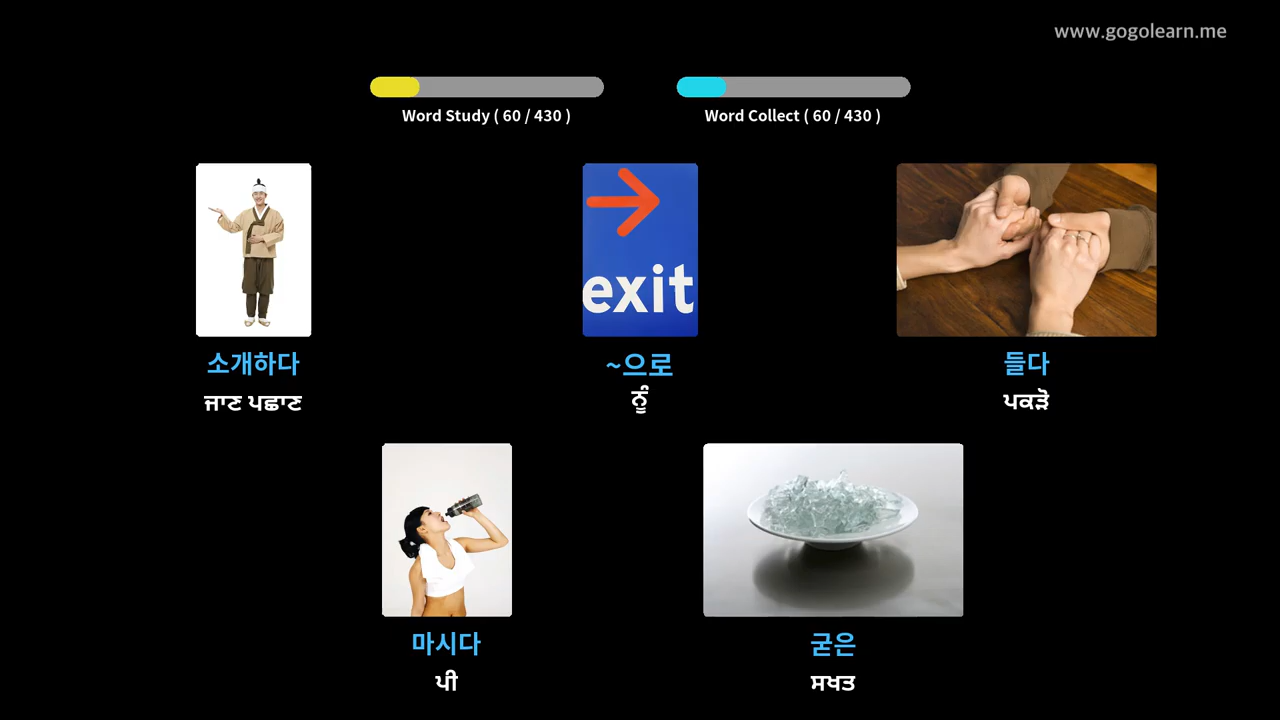 www.gogolearn.me
Word Study ( 60 / 430 )
Word Collect ( 60 / 430 )
exit
소개하다
ਜਾਣ ਪਛਾਣ
~으로
ਨੂੰ
들다
ਪਕੜੋ
마시다
ਪੀ
굳은
ਸਖਤ